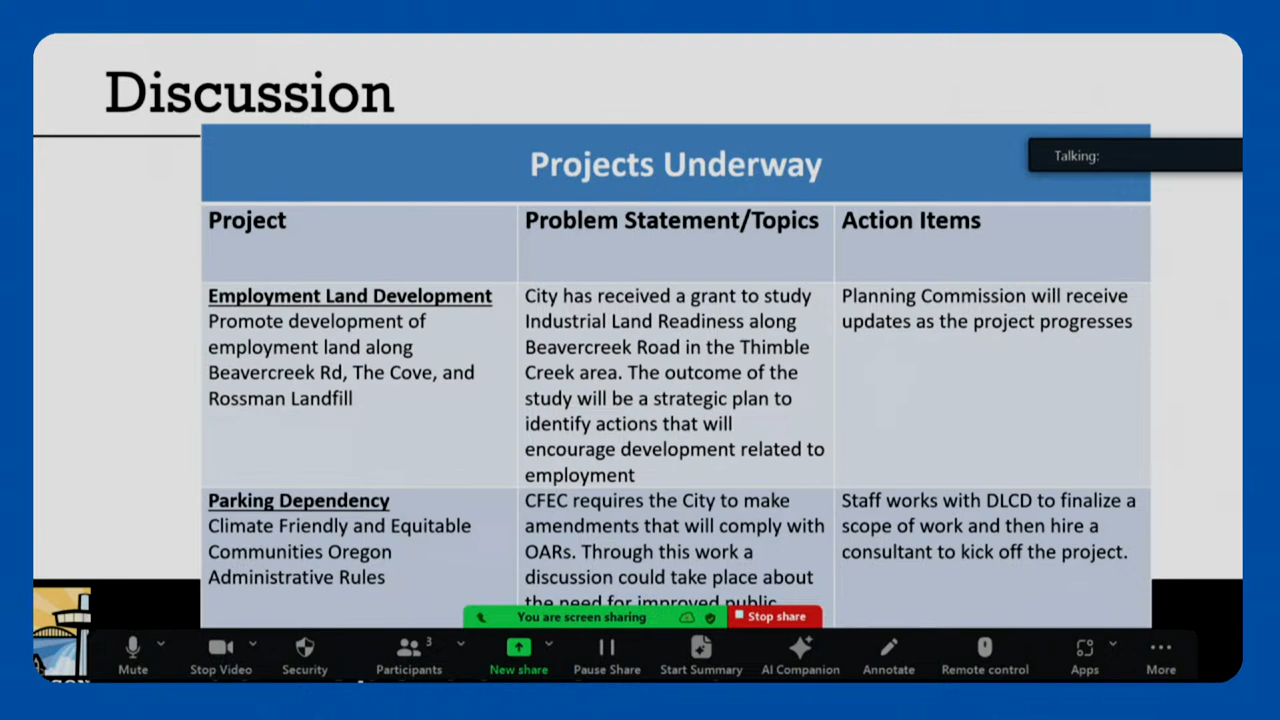 Discussion
Projects Underway
Talking:
Project
Problem Statement/Topics
Action Items
Employment Land Development
Promote development of
employment land along
Beavercreek Rd, The Cove, and
Rossman Landfill
City has received a grant to study
Industrial Land Readiness along
Beavercreek Road in the Thimble
Creek area. The outcome of the
study will be a strategic plan to
identify actions that will
encourage development related to
employment
Planning Commission will receive
updates as the project progresses
Parking Dependency
Climate Friendly and Equitable
Communities Oregon
Administrative Rules
CFEC requires the City to make
amendments that will comply with
OARs. Through this work a
discussion could take place about
the need for improved public
Staff works with DLCD to finalize a
scope of work and then hire a
consultant to kick off the project.
You are screen sharing
Stop share
Mute
Stop Video
Security
Participants
3
New share
Pause Share
Start Summary
AI Companion
Annotate
Remote control
Apps
More